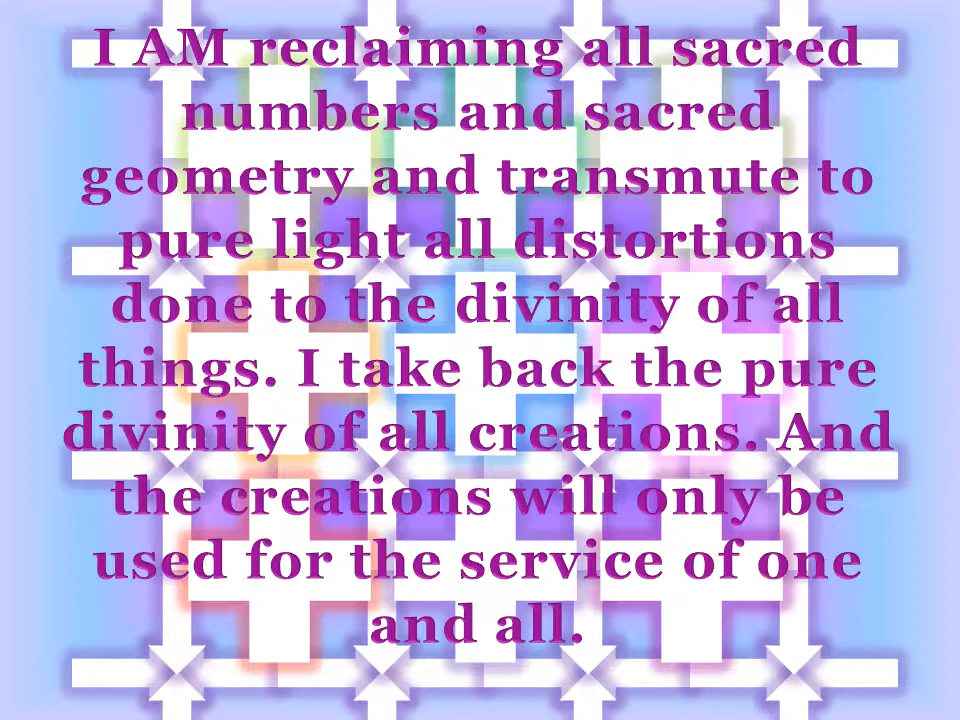 I AM reclaiming all sacred
numbers and sacred
geometry and transmute to
pure light all distortions
done to the divinity of all
things. I take back the pure
divinity of all creations. And
the creations will only be
used for the service of one
and all.